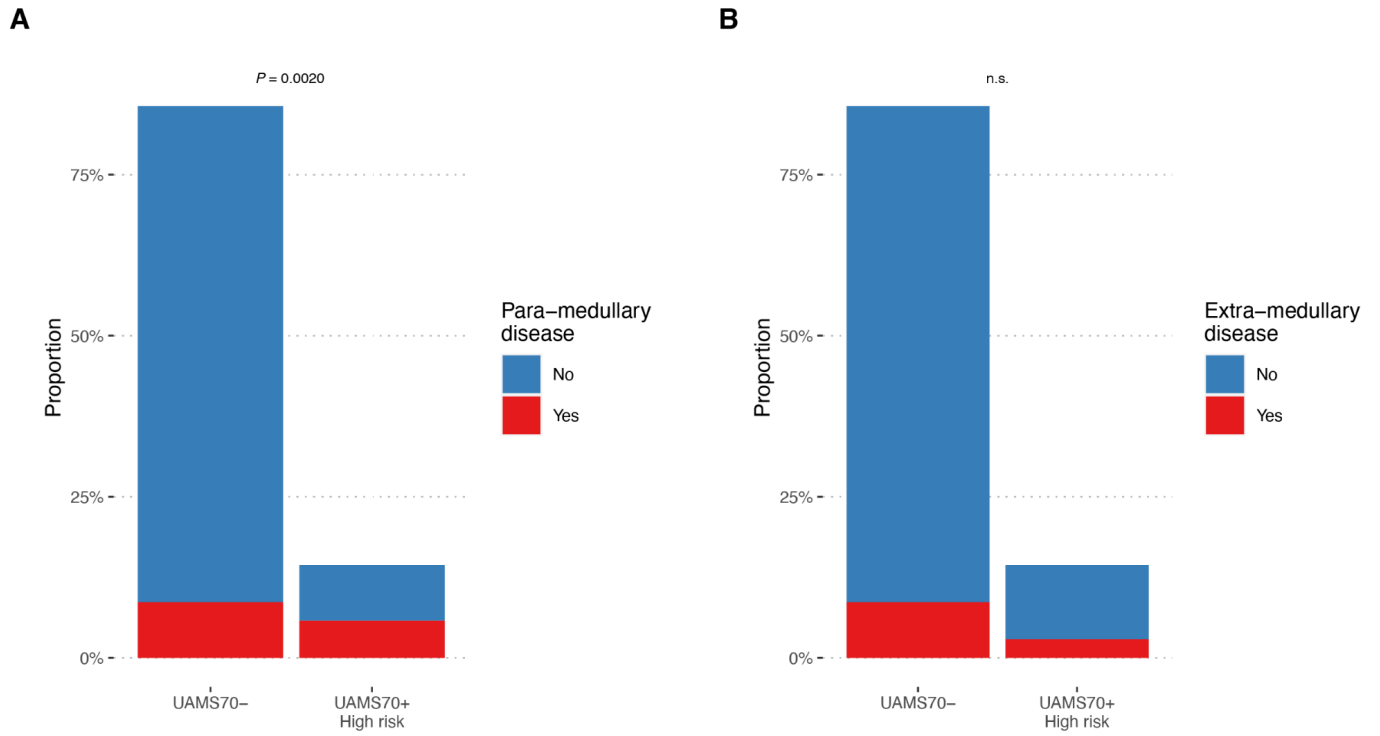 A
P = 0.0020
75%
50%
25%
0%
Proportion
UAMS70−
UAMS70+
High risk
Para−medullary
disease
No
Yes
B
n.s.
75%
50%
25%
0%
Proportion
UAMS70−
UAMS70+
High risk
Extra−medullary
disease
No
Yes